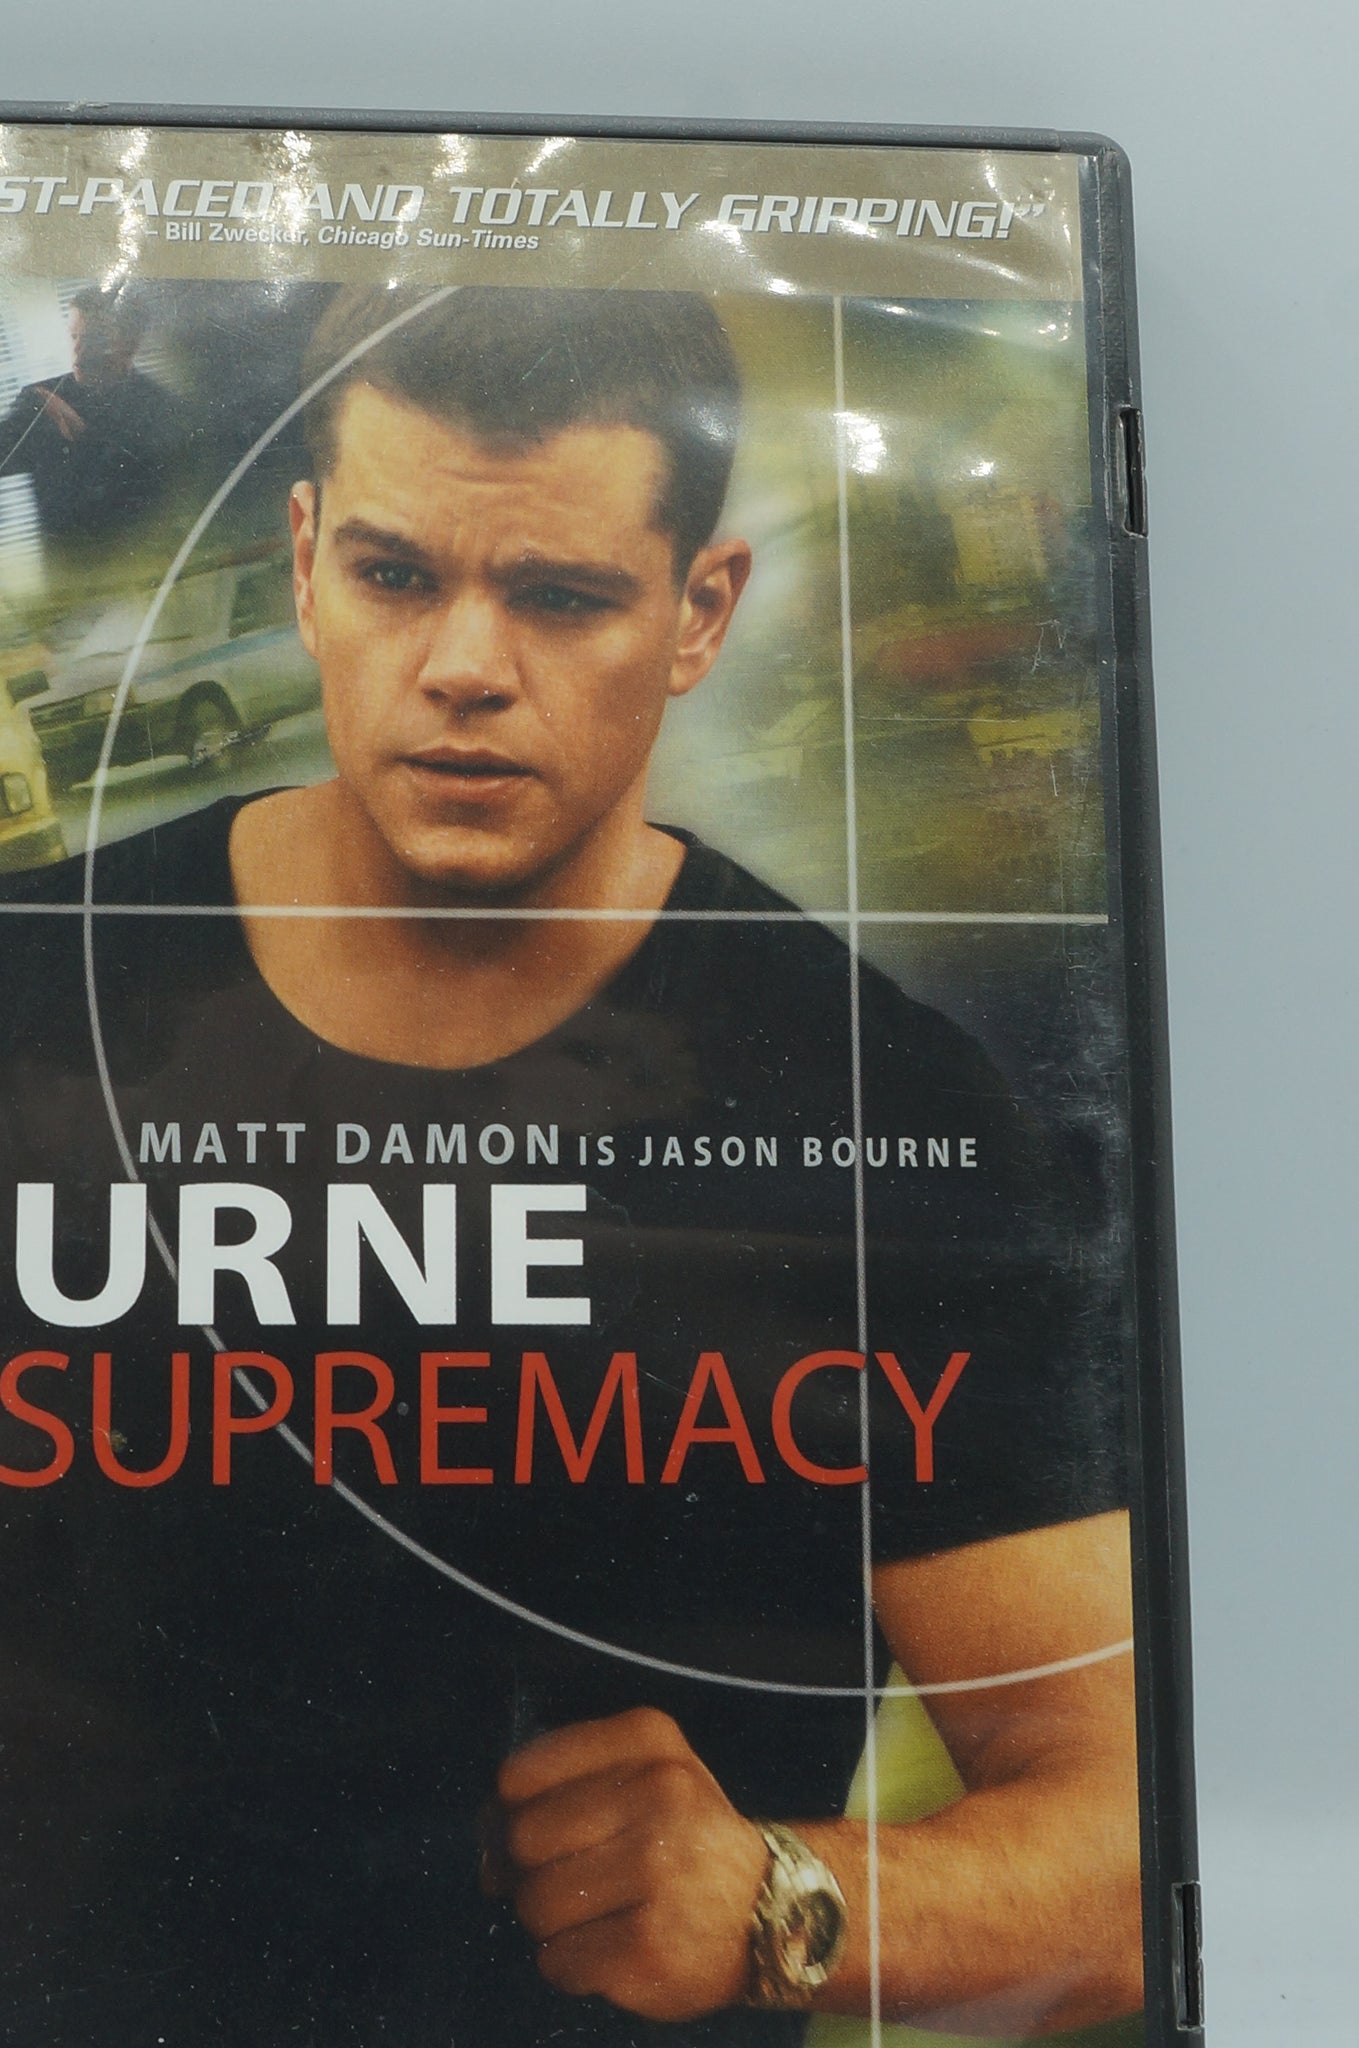 ST-PACED AND TOTALLY GRIPPING!"
– Bill Zwecker, Chicago Sun-Times
MATT DAMON IS JASON BOURNE
URNE
SUPREMACY